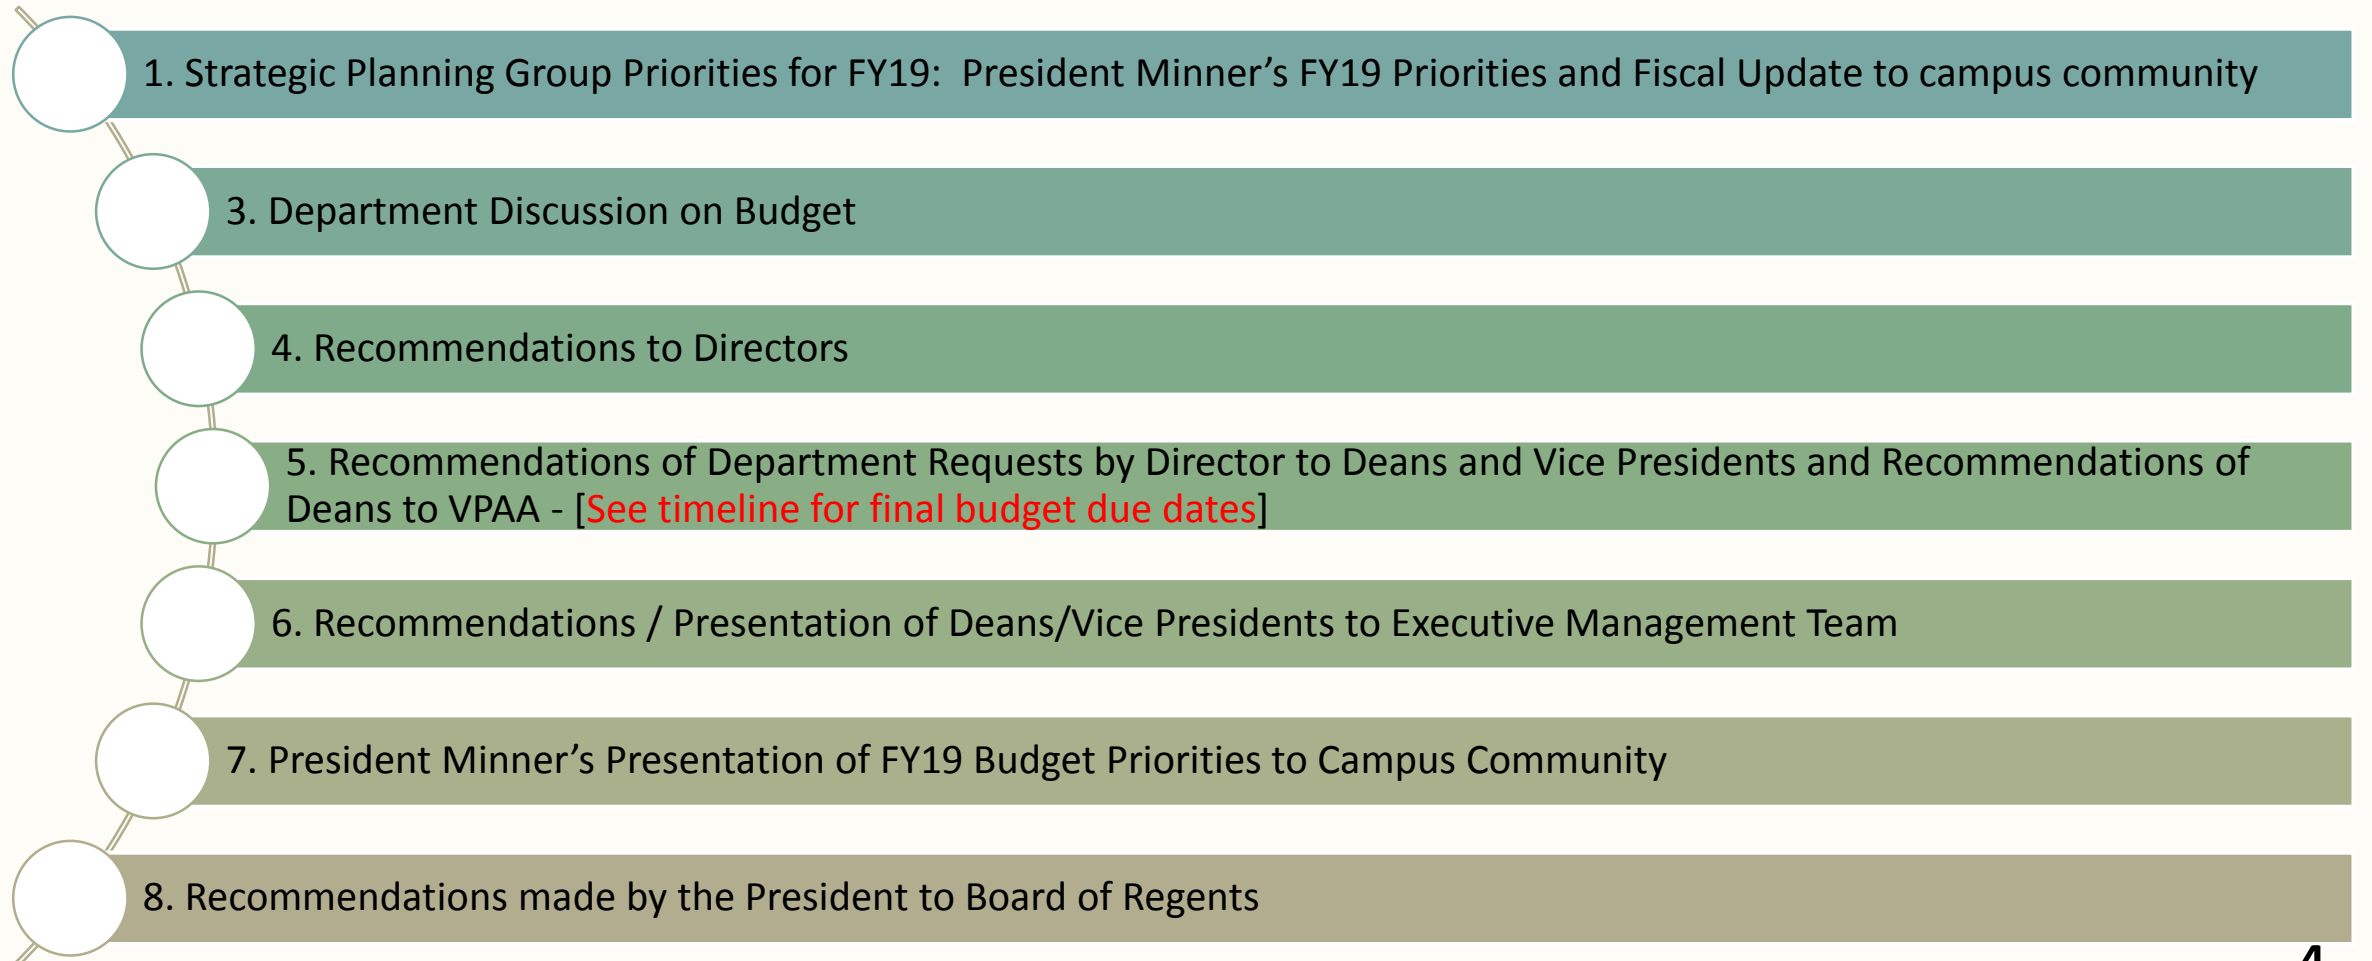 1. Strategic Planning Group Priorities for FY19:  President Minner’s FY19 Priorities and Fiscal Update to campus community
3. Department Discussion on Budget
4. Recommendations to Directors
5. Recommendations of Department Requests by Director to Deans and Vice Presidents and Recommendations of
Deans to VPAA - [See timeline for final budget due dates]
6. Recommendations / Presentation of Deans/Vice Presidents to Executive Management Team
7. President Minner’s Presentation of FY19 Budget Priorities to Campus Community
8. Recommendations made by the President to Board of Regents
4